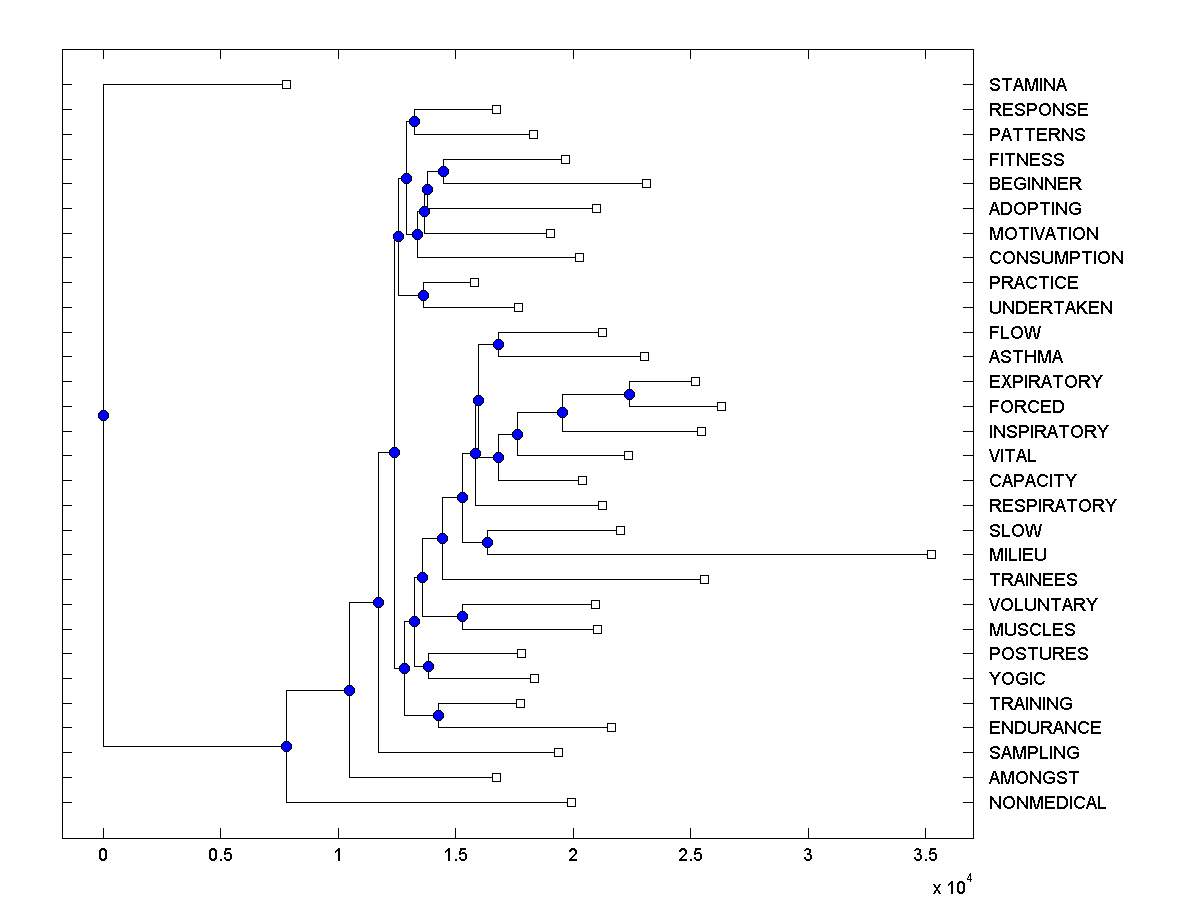 STAMINA
RESPONSE
PATTERNS
FITNESS
BEGINNER
ADOPTING
MOTIVATION
CONSUMPTION
PRACTICE
UNDERTAKEN
FLOW
ASTHMA
EXPIRATORY
FORCED
INSPIRATORY
VITAL
CAPACITY
RESPIRATORY
SLOW
MILIEU
TRAINEES
VOLUNTARY
MUSCLES
POSTURES
YOGIC
TRAINING
ENDURANCE
SAMPLING
AMONGST
NONMEDICAL
0 0.5 1 1.5 2 2.5 3 3.5
x 10^4